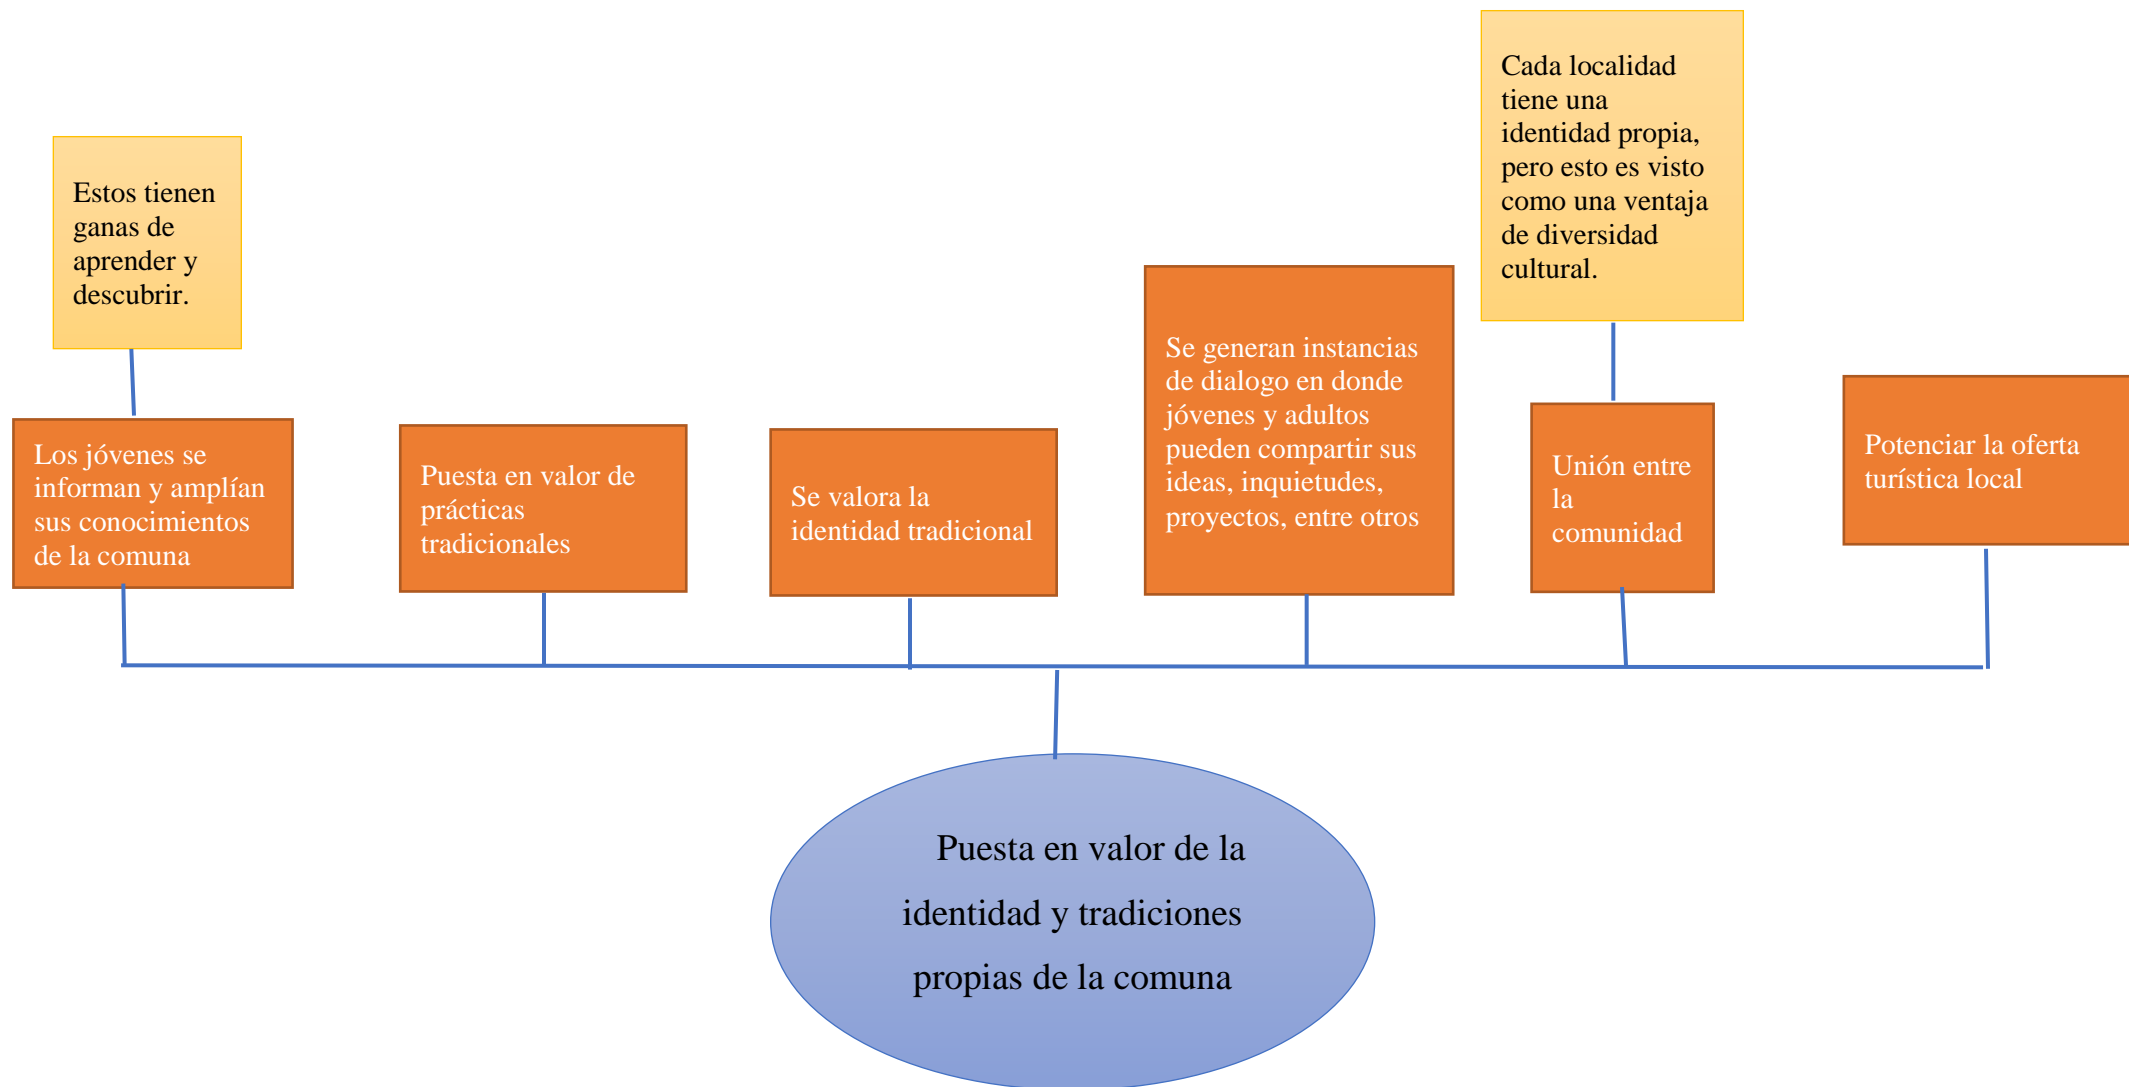 Cada localidad
tiene una
identidad propia,
pero esto es visto
como una ventaja
de diversidad
cultural.
Estos tienen
ganas de
aprender y
descubrir.
Los jóvenes se
informan y amplían
sus conocimientos
de la comuna
Puesta en valor de
prácticas
tradicionales
Se valora la
identidad tradicional
Se generan instancias
de dialogo en donde
jóvenes y adultos
pueden compartir sus
ideas, inquietudes,
proyectos, entre otros
Unión entre
la
comunidad
Potenciar la oferta
turística local
Puesta en valor de la
identidad y tradiciones
propias de la comuna